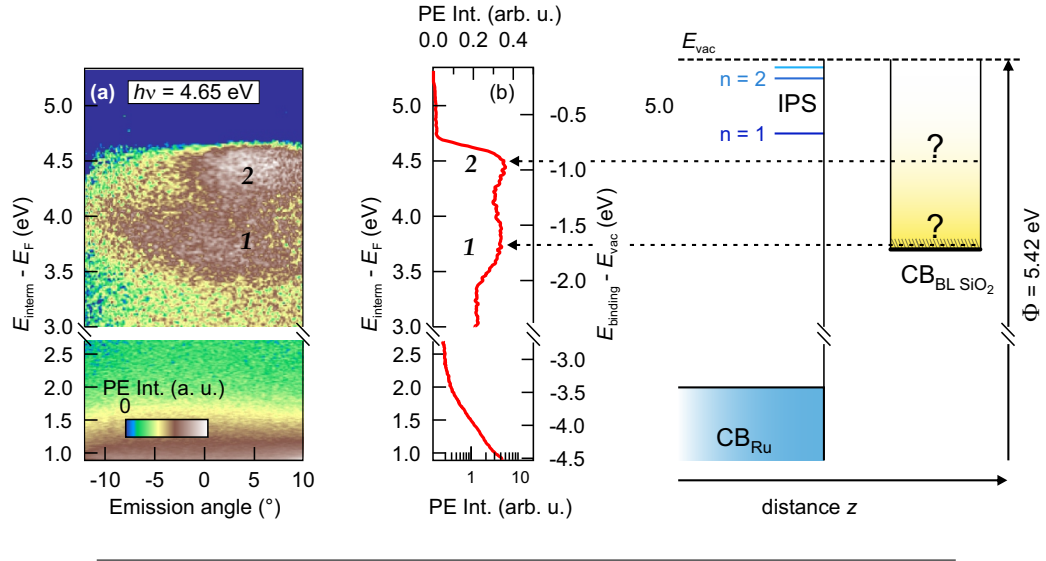 PE Int. (arb. u.)
0.0 0.2 0.4
(a)
hν = 4.65 eV
5.0
4.5
4.0
3.5
3.0
2.5
2.0
1.5
1.0
E_interm - E_F (eV)
2
1
PE Int. (a. u.)
0
-10 -5 0 5 10
Emission angle (°)
(b)
5.0
4.5
4.0
3.5
3.0
2.5
2.0
1.5
1.0
E_interm - E_F (eV)
2
1
-0.5
-1.0
-1.5
-2.0
-3.0
-3.5
-4.0
-4.5
E_binding - E_vac (eV)
1 10
PE Int. (arb. u.)
E_vac
5.0
n = 2
IPS
n = 1
?
?
CB_BL SiO₂
Φ = 5.42 eV
CB_Ru
distance z